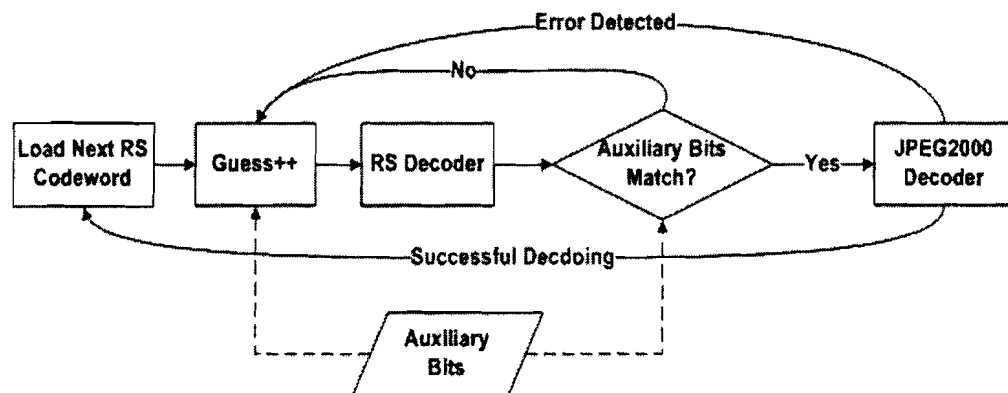 Error Detected
No
Load Next RS
Codeword
Guess++
RS Decoder
Auxiliary Bits
Match?
Yes
JPEG2000
Decoder
Successful Decdoing
Auxiliary
Bits